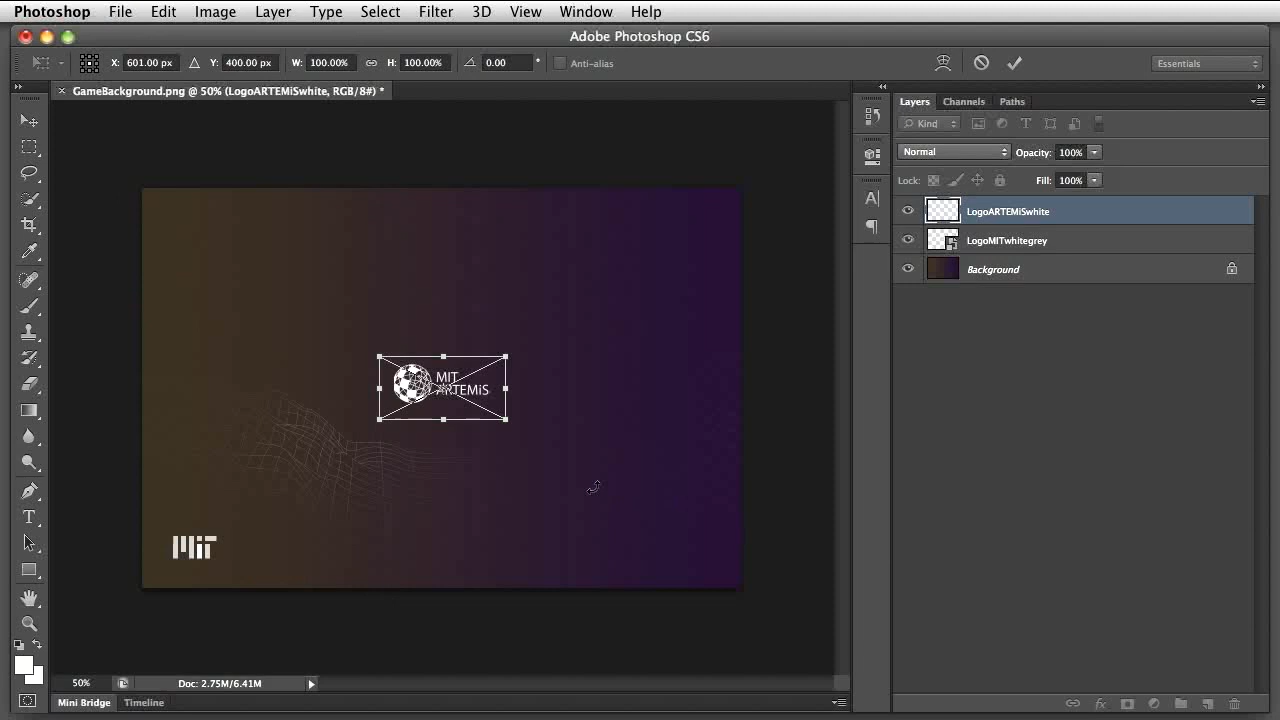 Photoshop File Edit Image Layer Type Select Filter 3D View Window Help
Adobe Photoshop CS6
X: 601.00 px Y: 400.00 px W: 100.00% H: 100.00% 0.00 ° Anti-alias Essentials
GameBackground.png @ 50% (LogoARTEMiSwhite, RGB/8#) *
Layers Channels Paths
Kind
Normal Opacity: 100%
Lock: Fill: 100%
LogoARTEMiSwhite
LogoMITwhitegrey
Background
MIT
ARTEMiS
MiT
50% Doc: 2.75M/6.41M
Mini Bridge Timeline